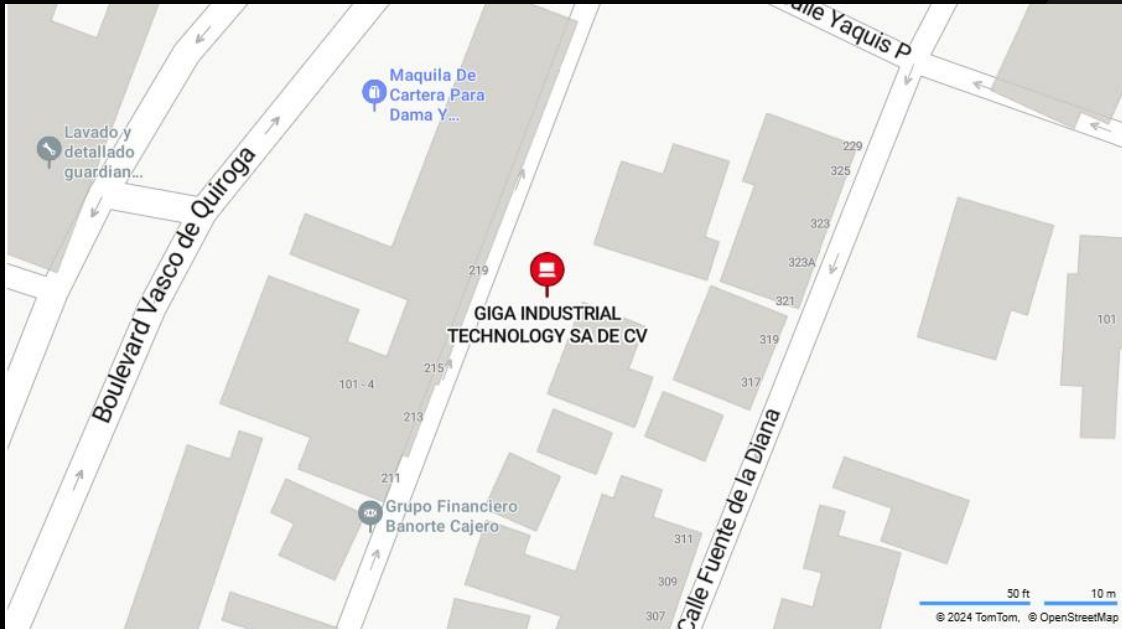 alle Yaquis P
Maquila De
Cartera Para
Dama Y...
Lavado y
detallado
guardian...
Boulevard Vasco de Quiroga
229
325
323
323A
321
319
317
219
GIGA INDUSTRIAL
TECHNOLOGY SA DE CV
215
101 - 4
213
211
101
Grupo Financiero
Banorte Cajero
Calle Fuente de la Diana
311
309
307
50 ft
10 m
© 2024 TomTom, © OpenStreetMap